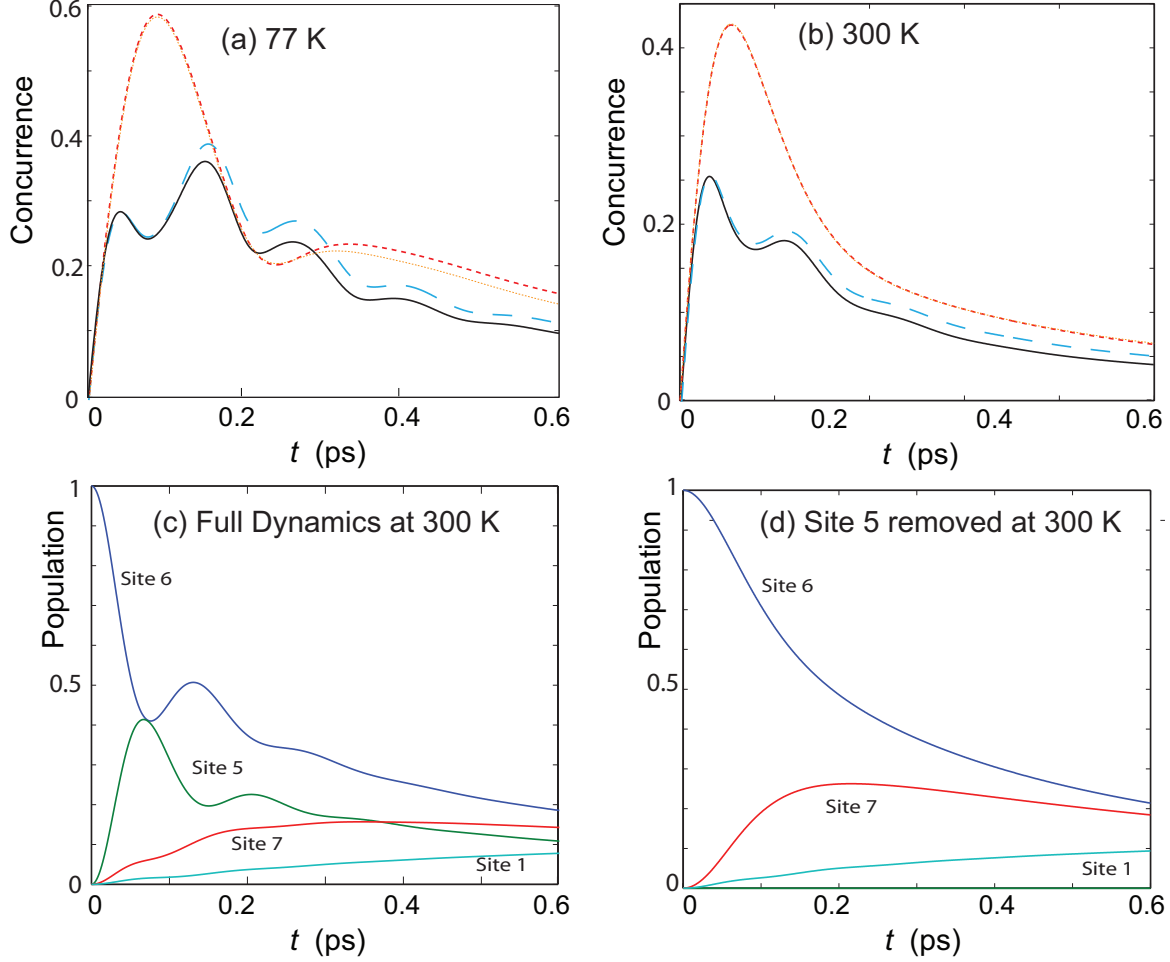 (a) 77 K
Concurrence
0.6
0.4
0.2
0
0
0.2
0.4
0.6
t (ps)
(b) 300 K
Concurrence
0.4
0.2
0
0
0.2
0.4
0.6
t (ps)
(c) Full Dynamics at 300 K
Population
1
0.5
0
Site 6
Site 5
Site 7
Site 1
0
0.2
0.4
0.6
t (ps)
(d) Site 5 removed at 300 K
Population
1
0.5
0
Site 6
Site 7
Site 1
0
0.2
0.4
0.6
t (ps)